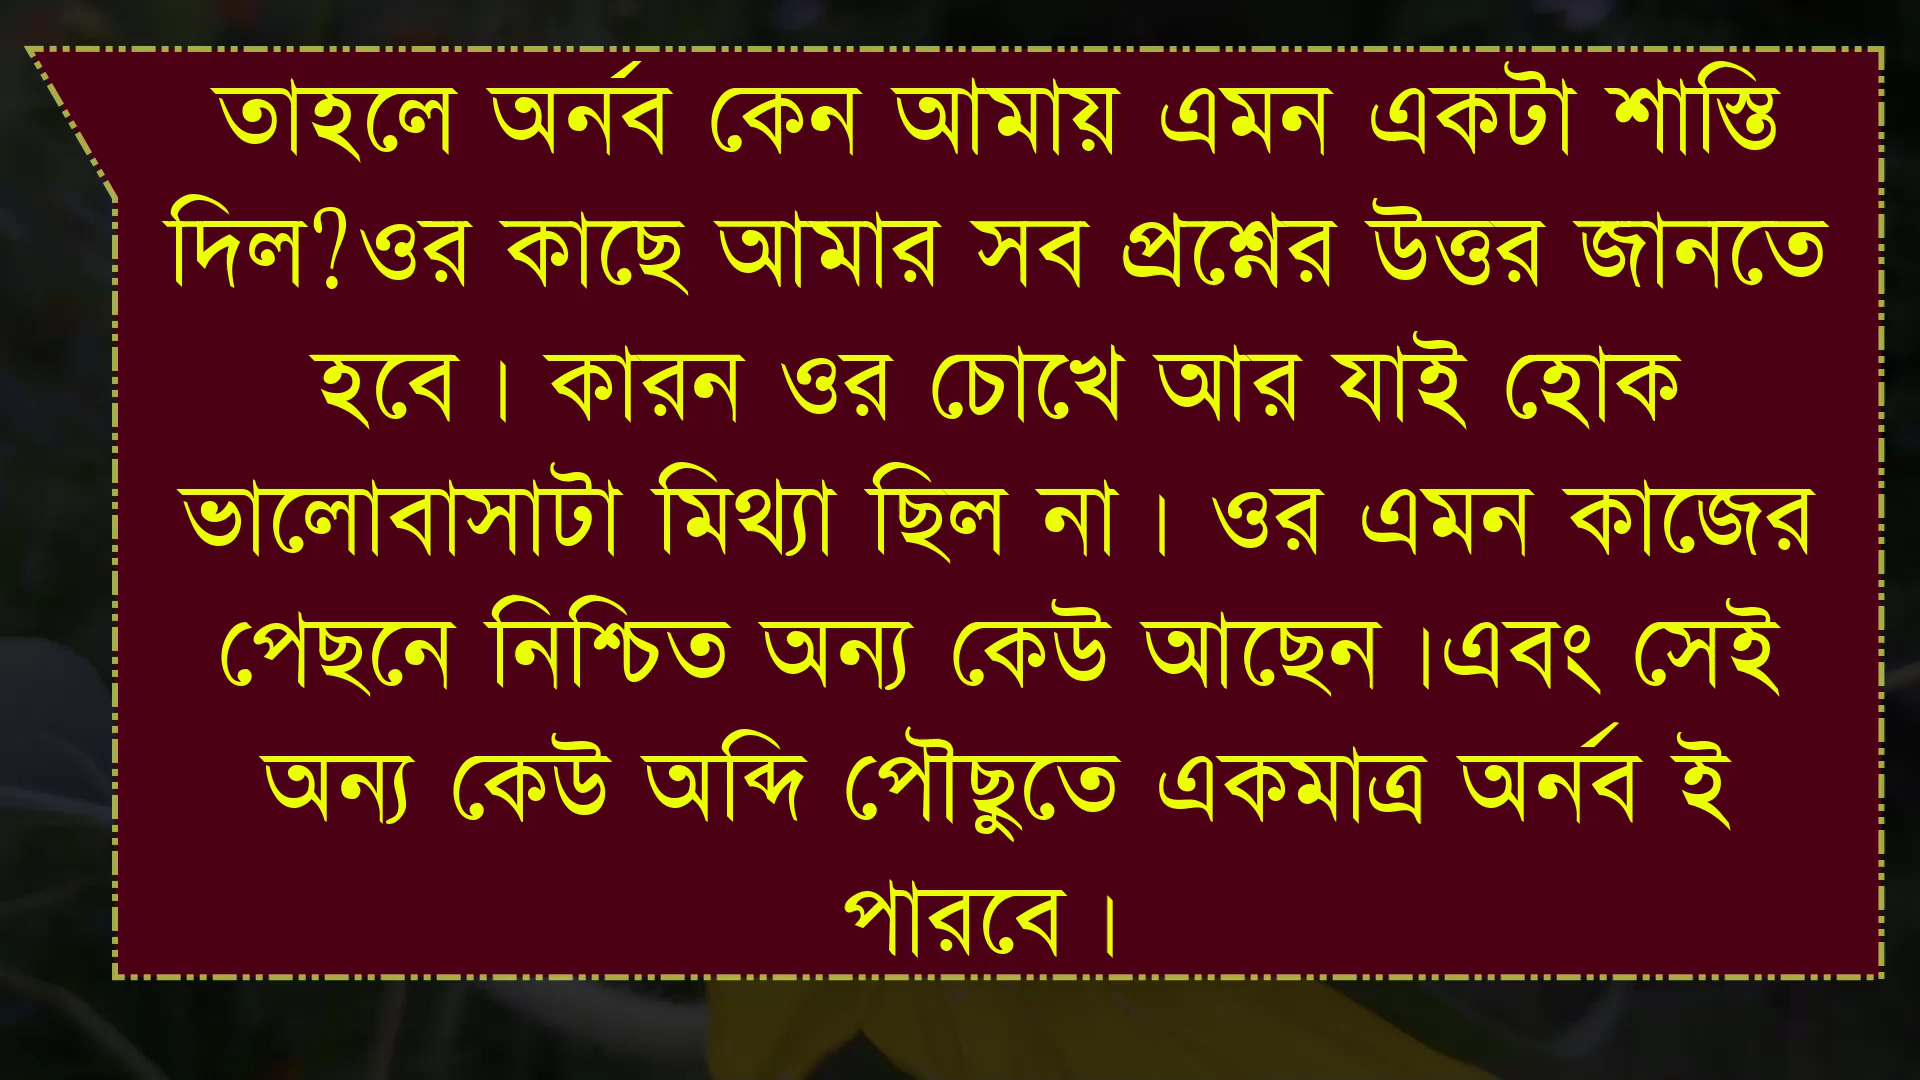 তাহলে অর্নব কেন আমায় এমন একটা শাস্তি
দিল?ওর কাছে আমার সব প্রশ্নের উত্তর জানতে
হবে। কারন ওর চোখে আর যাই হোক
ভালোবাসাটা মিথ্যা ছিল না। ওর এমন কাজের
পেছনে নিশ্চিত অন্য কেউ আছেন।এবং সেই
অন্য কেউ অব্দি পৌছুতে একমাত্র অর্নব ই
পারবে।